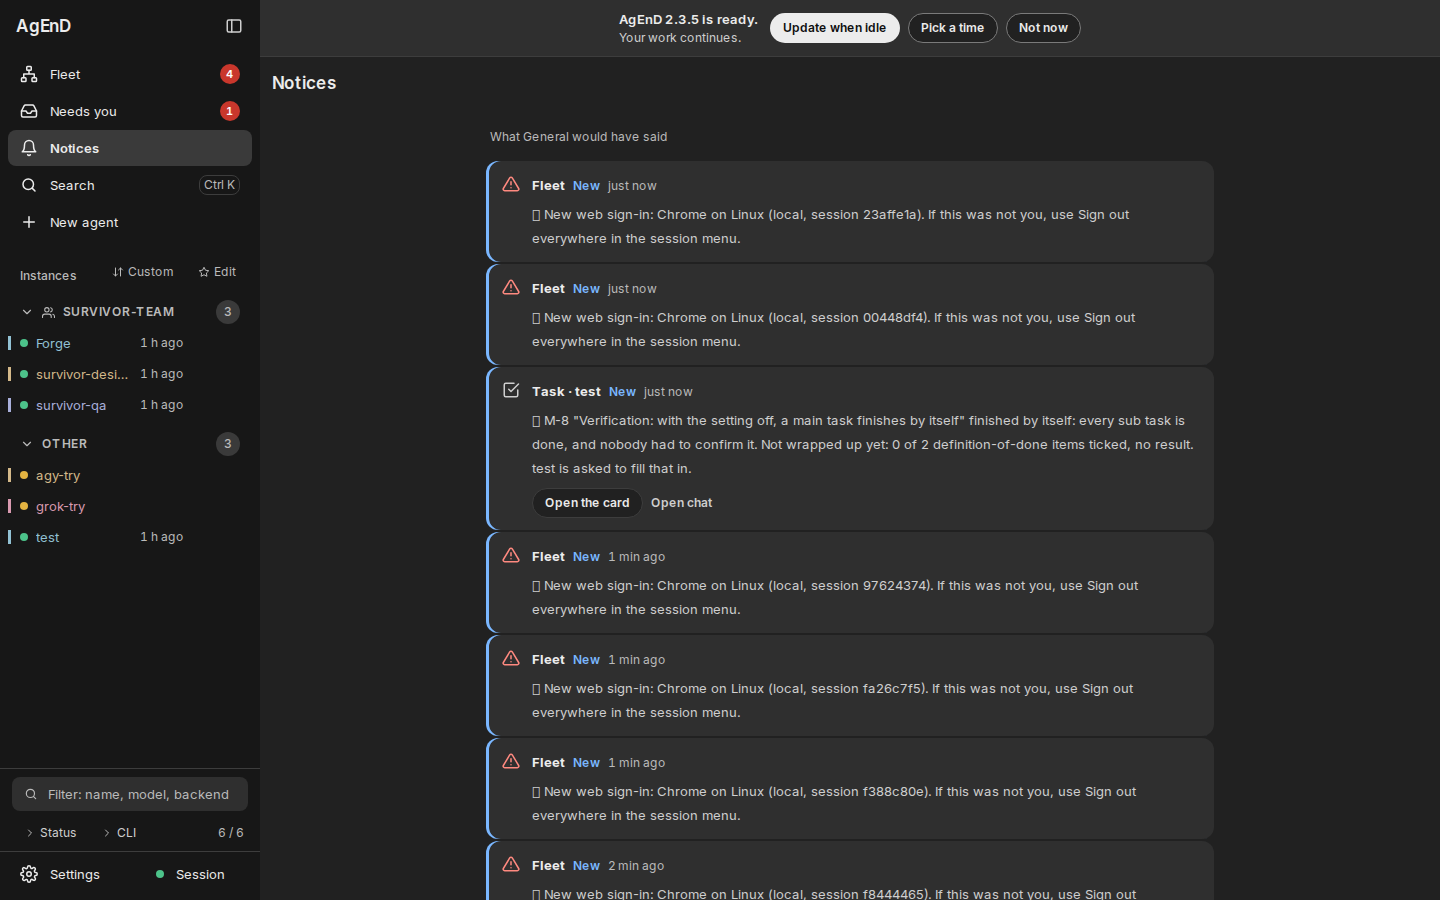 AgEnD
AgEnD 2.3.5 is ready.
Your work continues.
Update when idle
Pick a time
Not now
Fleet 4
Needs you 1
Notices
Search Ctrl K
New agent
Instances Custom Edit
SURVIVOR-TEAM 3
Forge 1 h ago
survivor-desi... 1 h ago
survivor-qa 1 h ago
OTHER 3
agy-try
grok-try
test 1 h ago
Filter: name, model, backend
Status CLI 6 / 6
Settings Session
Notices
What General would have said
Fleet New just now
New web sign-in: Chrome on Linux (local, session 23affe1a). If this was not you, use Sign out
everywhere in the session menu.
Fleet New just now
New web sign-in: Chrome on Linux (local, session 00448df4). If this was not you, use Sign out
everywhere in the session menu.
Task · test New just now
M-8 "Verification: with the setting off, a main task finishes by itself" finished by itself: every sub task is
done, and nobody had to confirm it. Not wrapped up yet: 0 of 2 definition-of-done items ticked, no result.
test is asked to fill that in.
Open the card Open chat
Fleet New 1 min ago
New web sign-in: Chrome on Linux (local, session 97624374). If this was not you, use Sign out
everywhere in the session menu.
Fleet New 1 min ago
New web sign-in: Chrome on Linux (local, session fa26c7f5). If this was not you, use Sign out
everywhere in the session menu.
Fleet New 1 min ago
New web sign-in: Chrome on Linux (local, session f388c80e). If this was not you, use Sign out
everywhere in the session menu.
Fleet New 2 min ago
New web sign-in: Chrome on Linux (local, session f8444465). If this was not you, use Sign out